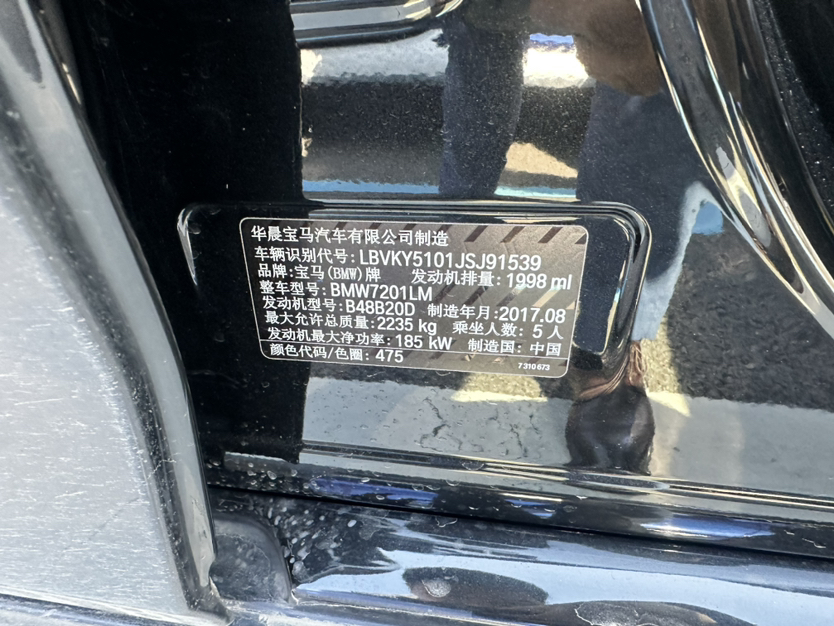 华晨宝马汽车有限公司制造
车辆识别代号: LBVKY5101JSJ91539
品牌: 宝马(BMW)牌 发动机排量: 1998 ml
整车型号: BMW7201LM
发动机型号: B48B20D 制造年月: 2017.08
最大允许总质量: 2235 kg 乘坐人数: 5 人
发动机最大净功率: 185 kW 制造国: 中国
颜色代码/色圈: 475
7 310 673